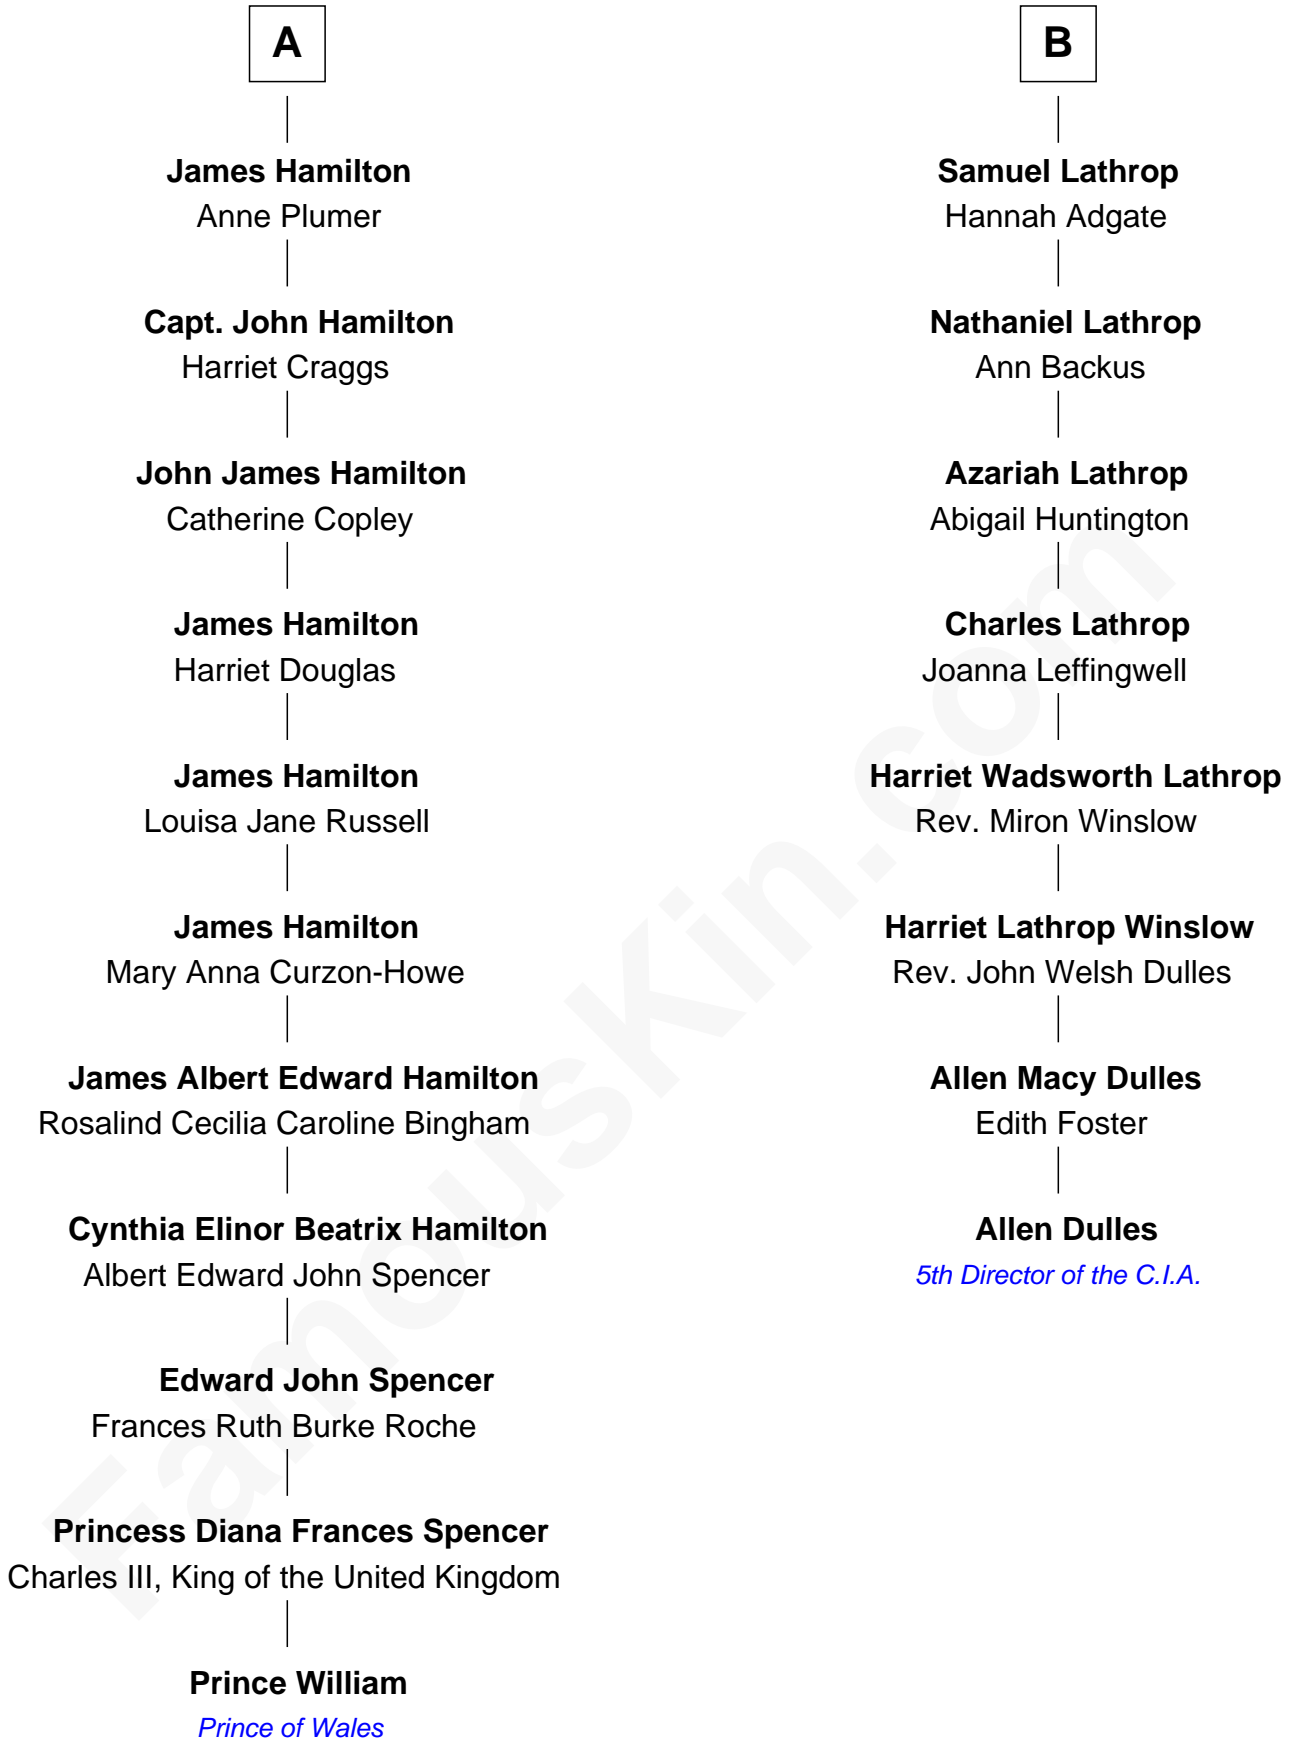 A
James Hamilton
Anne Plumer
Capt. John Hamilton
Harriet Craggs
John James Hamilton
Catherine Copley
James Hamilton
Harriet Douglas
James Hamilton
Louisa Jane Russell
James Hamilton
Mary Anna Curzon-Howe
James Albert Edward Hamilton
Rosalind Cecilia Caroline Bingham
Cynthia Elinor Beatrix Hamilton
Albert Edward John Spencer
Edward John Spencer
Frances Ruth Burke Roche
Princess Diana Frances Spencer
Charles III, King of the United Kingdom
Prince William
Prince of Wales
B
Samuel Lathrop
Hannah Adgate
Nathaniel Lathrop
Ann Backus
Azariah Lathrop
Abigail Huntington
Charles Lathrop
Joanna Leffingwell
Harriet Wadsworth Lathrop
Rev. Miron Winslow
Harriet Lathrop Winslow
Rev. John Welsh Dulles
Allen Macy Dulles
Edith Foster
Allen Dulles
5th Director of the C.I.A.
FamousKin.com